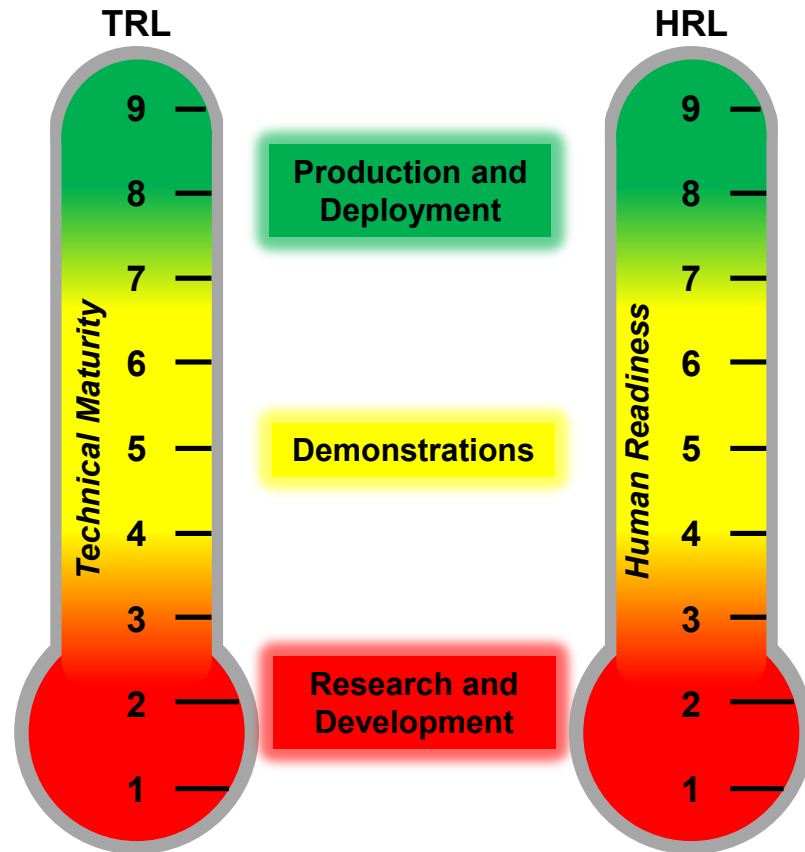 TRL
HRL
9
8
7
6
5
4
3
2
1
Technical Maturity
Production and
Deployment
Demonstrations
Research and
Development
9
8
7
6
5
4
3
2
1
Human Readiness